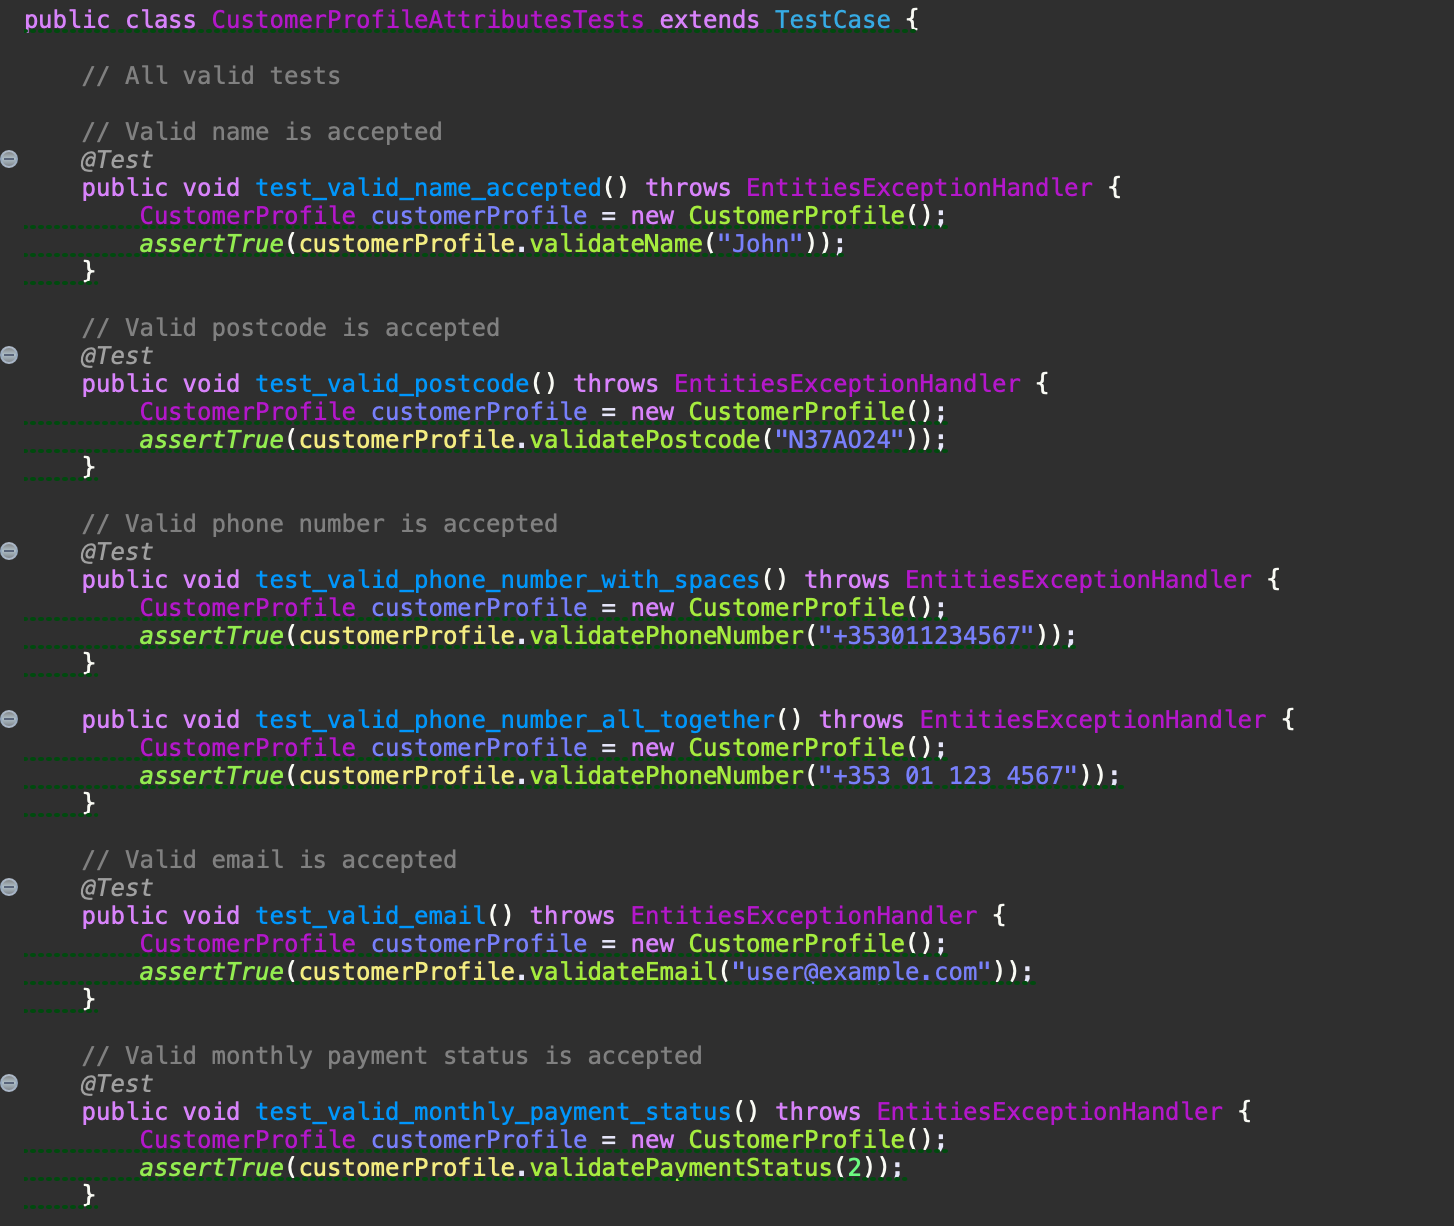 public class CustomerProfileAttributesTests extends TestCase {
// All valid tests
// Valid name is accepted
@Test
public void test_valid_name_accepted() throws EntitiesExceptionHandler {
CustomerProfile customerProfile = new CustomerProfile();
assertTrue(customerProfile.validateName("John"));
}
// Valid postcode is accepted
@Test
public void test_valid_postcode() throws EntitiesExceptionHandler {
CustomerProfile customerProfile = new CustomerProfile();
assertTrue(customerProfile.validatePostcode("N37AO24"));
}
// Valid phone number is accepted
@Test
public void test_valid_phone_number_with_spaces() throws EntitiesExceptionHandler {
CustomerProfile customerProfile = new CustomerProfile();
assertTrue(customerProfile.validatePhoneNumber("+353011234567"));
}
public void test_valid_phone_number_all_together() throws EntitiesExceptionHandler {
CustomerProfile customerProfile = new CustomerProfile();
assertTrue(customerProfile.validatePhoneNumber("+353 01 123 4567"));
}
// Valid email is accepted
@Test
public void test_valid_email() throws EntitiesExceptionHandler {
CustomerProfile customerProfile = new CustomerProfile();
assertTrue(customerProfile.validateEmail("user@example.com"));
}
// Valid monthly payment status is accepted
@Test
public void test_valid_monthly_payment_status() throws EntitiesExceptionHandler {
CustomerProfile customerProfile = new CustomerProfile();
assertTrue(customerProfile.validatePaymentStatus(2));
}